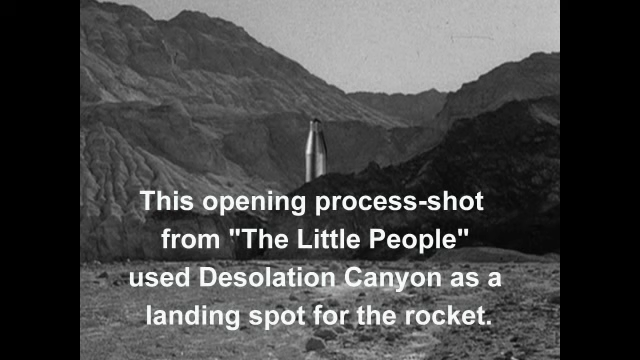 This opening process-shot
from "The Little People"
used Desolation Canyon as a
landing spot for the rocket.